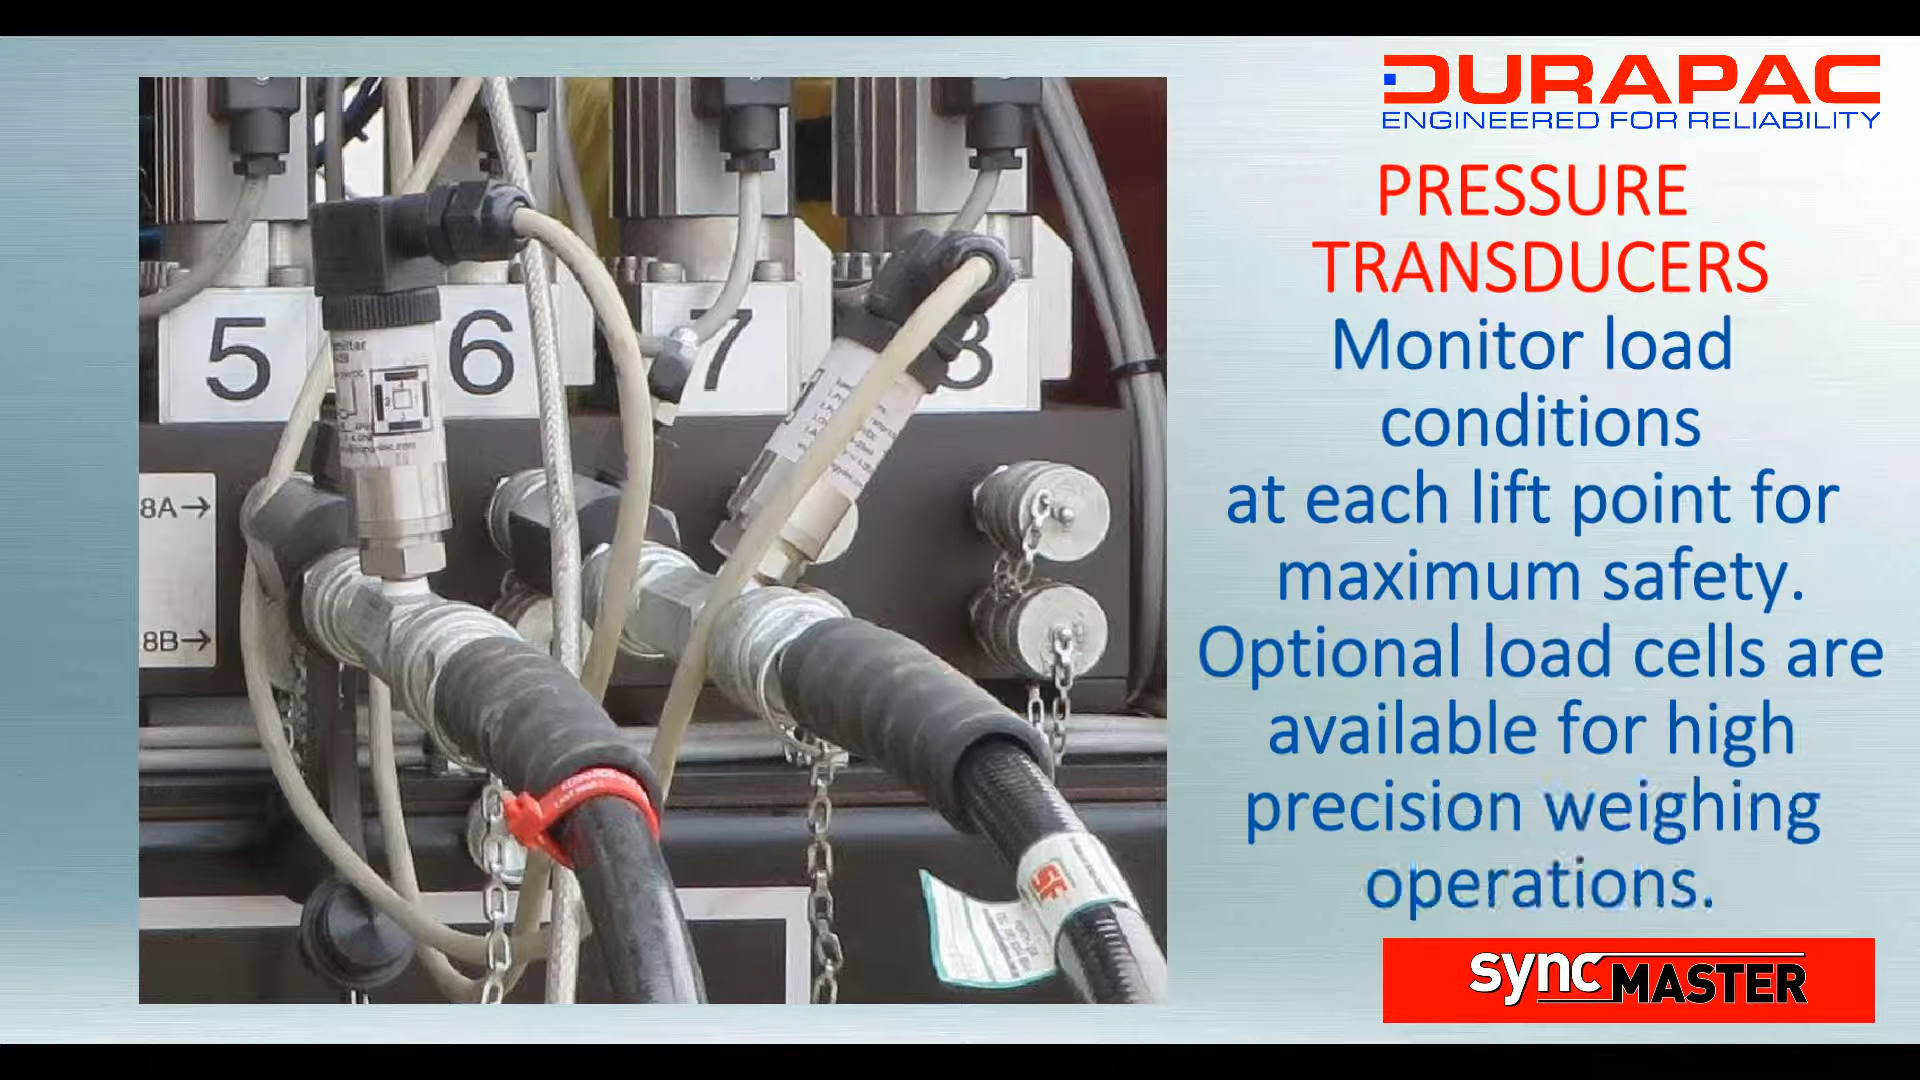 DURAPAC
ENGINEERED FOR RELIABILITY
PRESSURE
TRANSDUCERS
Monitor load
conditions
at each lift point for
maximum safety.
Optional load cells are
available for high
precision weighing
operations.
syncMASTER
5
6
7
8
8A→
8B→